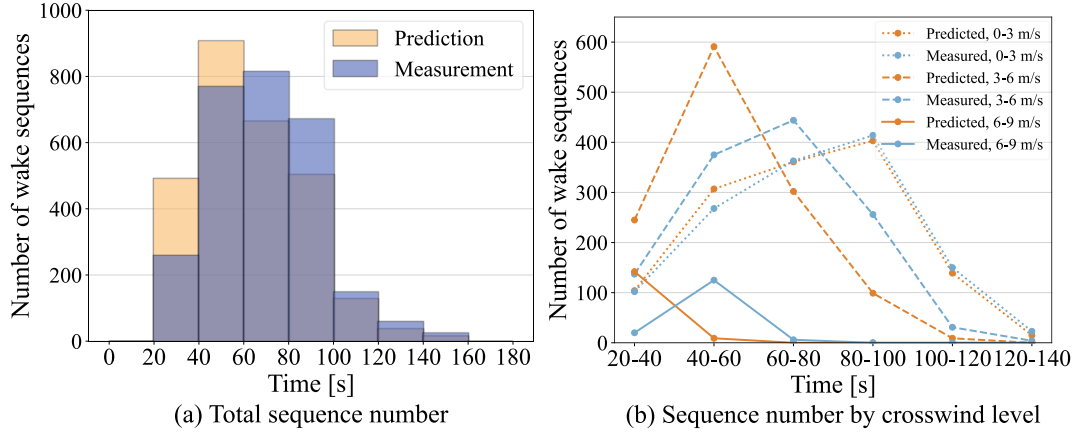 1000
800
600
400
200
0
Number of wake sequences
Prediction
Measurement
0 20 40 60 80 100 120 140 160 180
Time [s]
(a) Total sequence number
600
500
400
300
200
100
0
Number of wake sequences
Predicted, 0-3 m/s
Measured, 0-3 m/s
Predicted, 3-6 m/s
Measured, 3-6 m/s
Predicted, 6-9 m/s
Measured, 6-9 m/s
20-40 40-60 60-80 80-100 100-120 120-140
Time [s]
(b) Sequence number by crosswind level